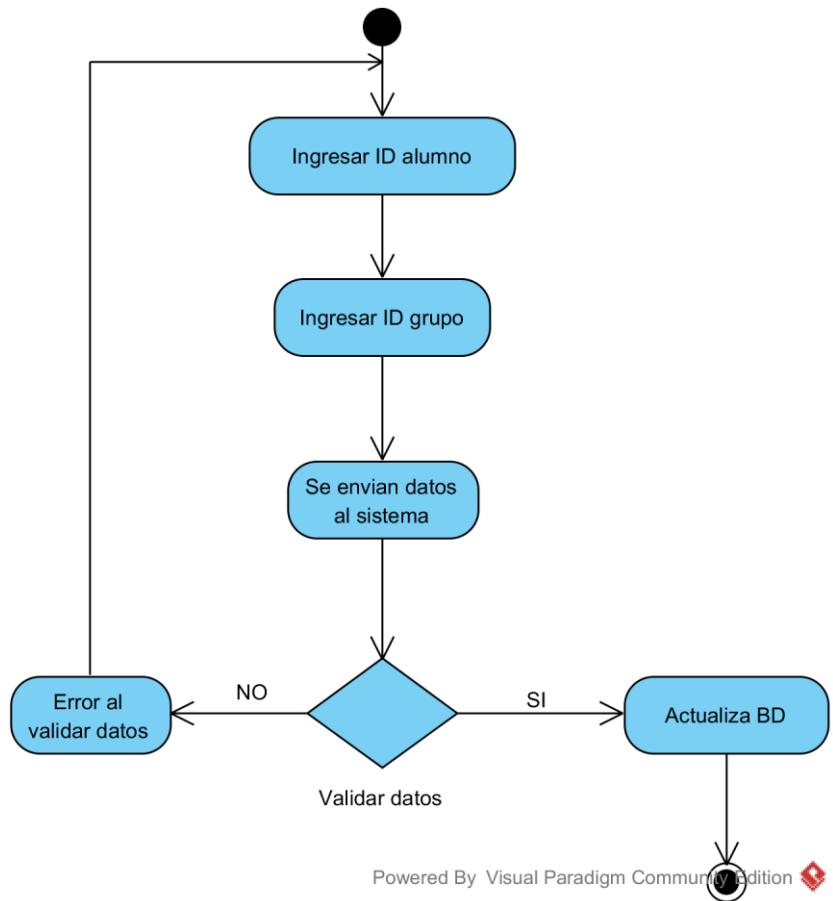 Ingresar ID alumno
Ingresar ID grupo
Se envian datos
al sistema
NO
SI
Error al
validar datos
Actualiza BD
Validar datos
Powered By Visual Paradigm Community Edition